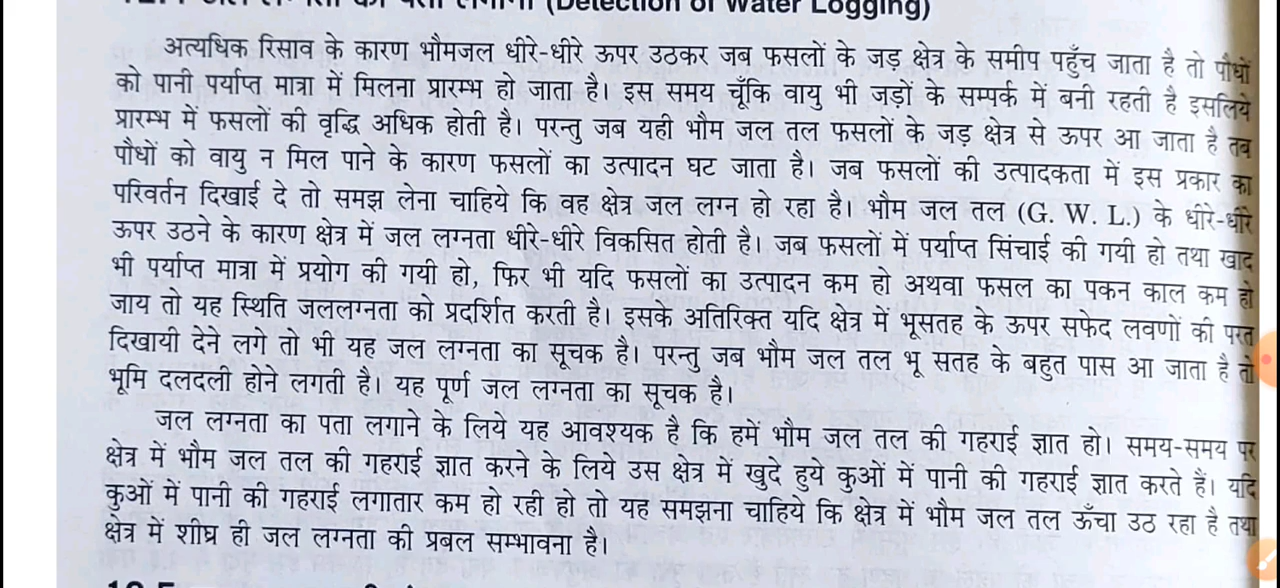 जल लग्नता का पता लगाना (Detection of Water Logging)
अत्यधिक रिसाव के कारण भौमजल धीरे-धीरे ऊपर उठकर जब फसलों के जड़ क्षेत्र के समीप पहुँच जाता है तो पौधों
को पानी पर्याप्त मात्रा में मिलना प्रारम्भ हो जाता है। इस समय चूँकि वायु भी जड़ों के सम्पर्क में बनी रहती है इसलिये
प्रारम्भ में फसलों की वृद्धि अधिक होती है। परन्तु जब यही भौम जल तल फसलों के जड़ क्षेत्र से ऊपर आ जाता है तब
पौधों को वायु न मिल पाने के कारण फसलों का उत्पादन घट जाता है। जब फसलों की उत्पादकता में इस प्रकार का
परिवर्तन दिखाई दे तो समझ लेना चाहिये कि वह क्षेत्र जल लग्न हो रहा है। भौम जल तल (G. W. L.) के धीरे-धीरे
ऊपर उठने के कारण क्षेत्र में जल लग्नता धीरे-धीरे विकसित होती है। जब फसलों में पर्याप्त सिंचाई की गयी हो तथा खाद
भी पर्याप्त मात्रा में प्रयोग की गयी हो, फिर भी यदि फसलों का उत्पादन कम हो अथवा फसल का पकन काल कम हो
जाय तो यह स्थिति जललग्नता को प्रदर्शित करती है। इसके अतिरिक्त यदि क्षेत्र में भूसतह के ऊपर सफेद लवणों की परत
दिखायी देने लगे तो भी यह जल लग्नता का सूचक है। परन्तु जब भौम जल तल भू सतह के बहुत पास आ जाता है तो
भूमि दलदली होने लगती है। यह पूर्ण जल लग्नता का सूचक है।
जल लग्नता का पता लगाने के लिये यह आवश्यक है कि हमें भौम जल तल की गहराई ज्ञात हो। समय-समय पर
क्षेत्र में भौम जल तल की गहराई ज्ञात करने के लिये उस क्षेत्र में खुदे हुये कुओं में पानी की गहराई ज्ञात करते हैं। यदि
कुओं में पानी की गहराई लगातार कम हो रही हो तो यह समझना चाहिये कि क्षेत्र में भौम जल तल ऊँचा उठ रहा है तथा
क्षेत्र में शीघ्र ही जल लग्नता की प्रबल सम्भावना है।